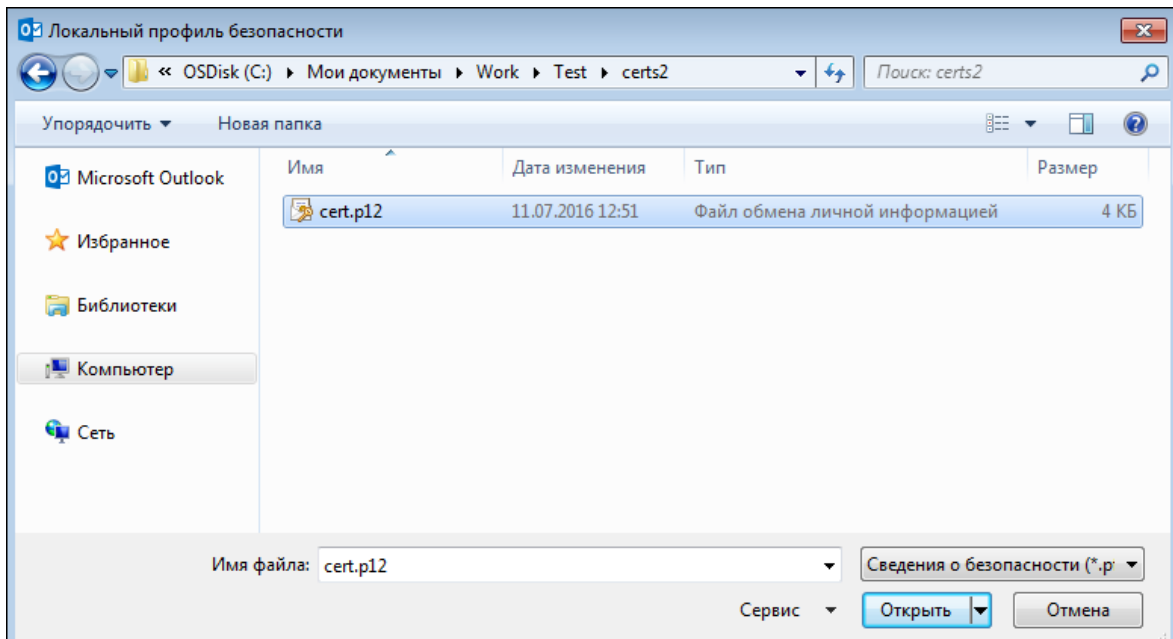 Локальный профиль безопасности
« OSDisk (C:) Мои документы Work Test certs2 Поиск: certs2
Упорядочить Новая папка
Имя Дата изменения Тип Размер
cert.p12 11.07.2016 12:51 Файл обмена личной информацией 4 КБ
Microsoft Outlook
Избранное
Библиотеки
Компьютер
Сеть
Имя файла: cert.p12 Сведения о безопасности (*.p
Сервис Открыть Отмена